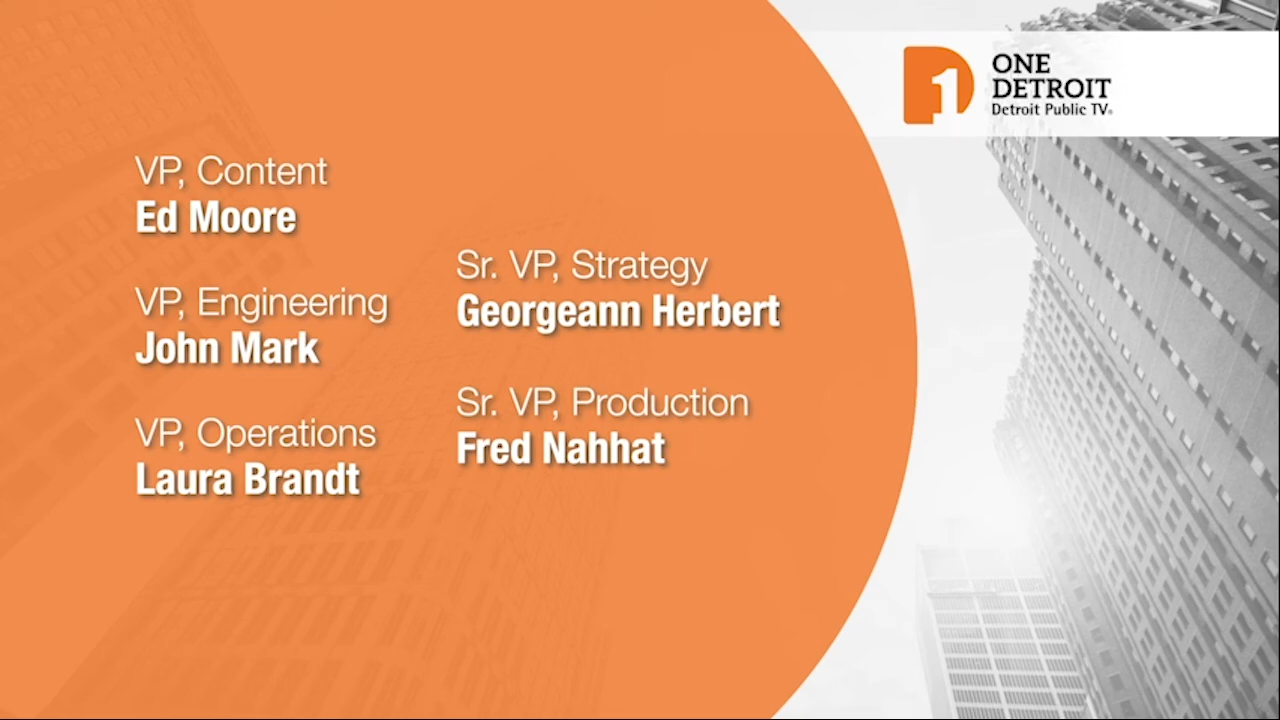 VP, Content
Ed Moore
VP, Engineering
John Mark
VP, Operations
Laura Brandt
Sr. VP, Strategy
Georgeann Herbert
Sr. VP, Production
Fred Nahhat
1
ONE
DETROIT
Detroit Public TV®